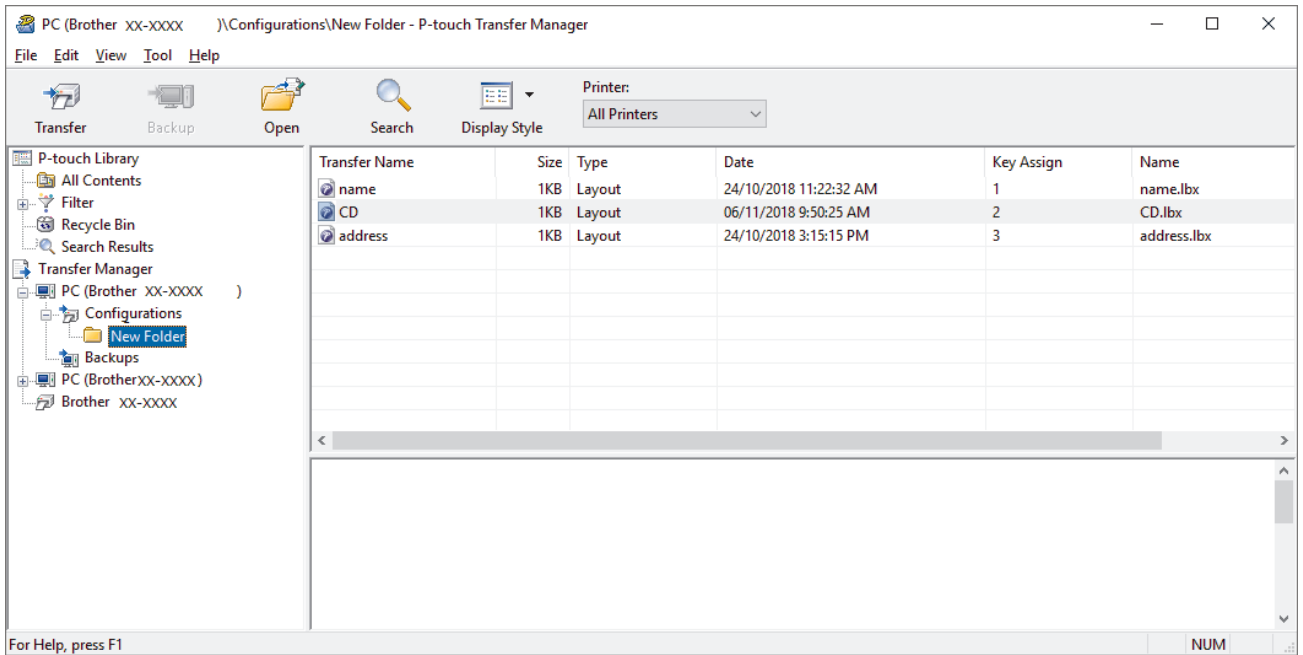 PC (Brother XX-XXXX )\Configurations\New Folder - P-touch Transfer Manager
File Edit View Tool Help
Transfer Backup Open Search Display Style
Printer:
All Printers
P-touch Library
All Contents
Filter
Recycle Bin
Search Results
Transfer Manager
PC (Brother XX-XXXX )
Configurations
New Folder
Backups
PC (BrotherXX-XXXX)
Brother XX-XXXX
Transfer Name Size Type Date Key Assign Name
name 1KB Layout 24/10/2018 11:22:32 AM 1 name.lbx
CD 1KB Layout 06/11/2018 9:50:25 AM 2 CD.lbx
address 1KB Layout 24/10/2018 3:15:15 PM 3 address.lbx
For Help, press F1 NUM